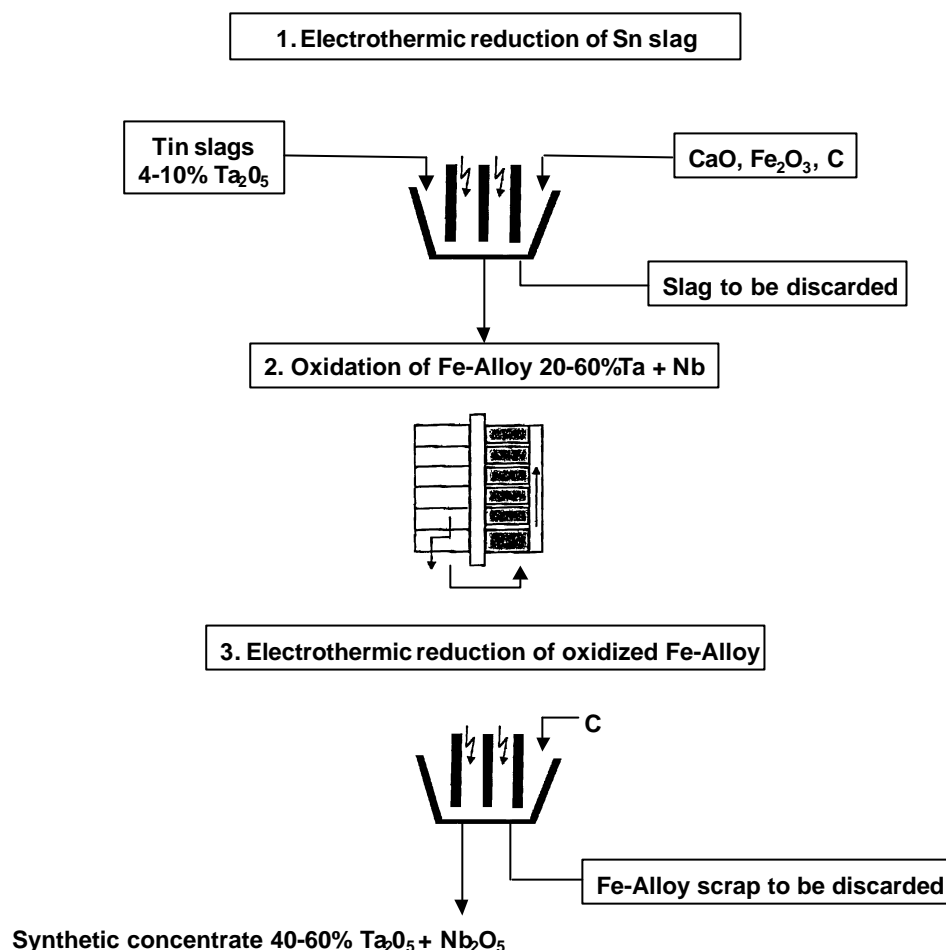 1. Electrothermic reduction of Sn slag
Tin slags
4-10% Ta₂0₅
CaO, Fe₂O₃, C
Slag to be discarded
2. Oxidation of Fe-Alloy 20-60%Ta + Nb
3. Electrothermic reduction of oxidized Fe-Alloy
C
Fe-Alloy scrap to be discarded
Synthetic concentrate 40-60% Ta₂0₅ + Nb₂O₅